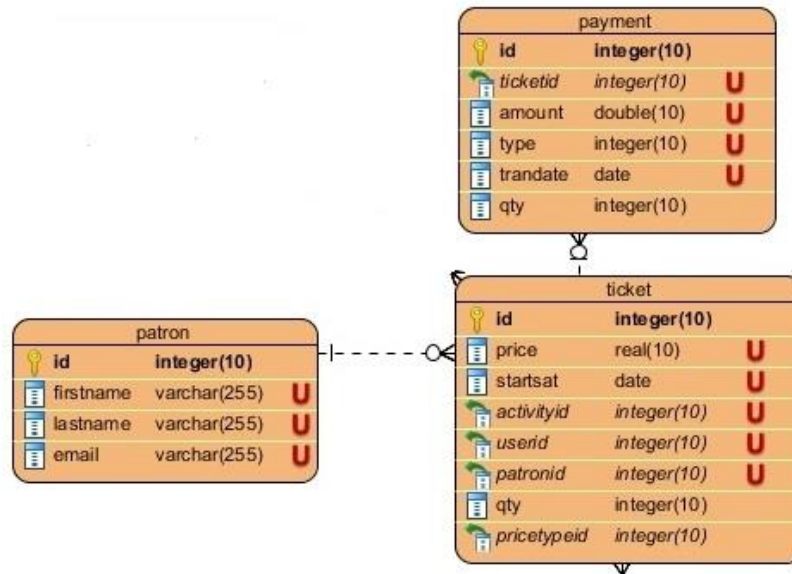 payment
id integer(10)
ticketid integer(10) U
amount double(10) U
type integer(10) U
trandate date U
qty integer(10)
ticket
id integer(10)
price real(10) U
startsat date U
activityid integer(10) U
userid integer(10) U
patronid integer(10) U
qty integer(10)
pricetypeid integer(10)
patron
id integer(10)
firstname varchar(255) U
lastname varchar(255) U
email varchar(255) U